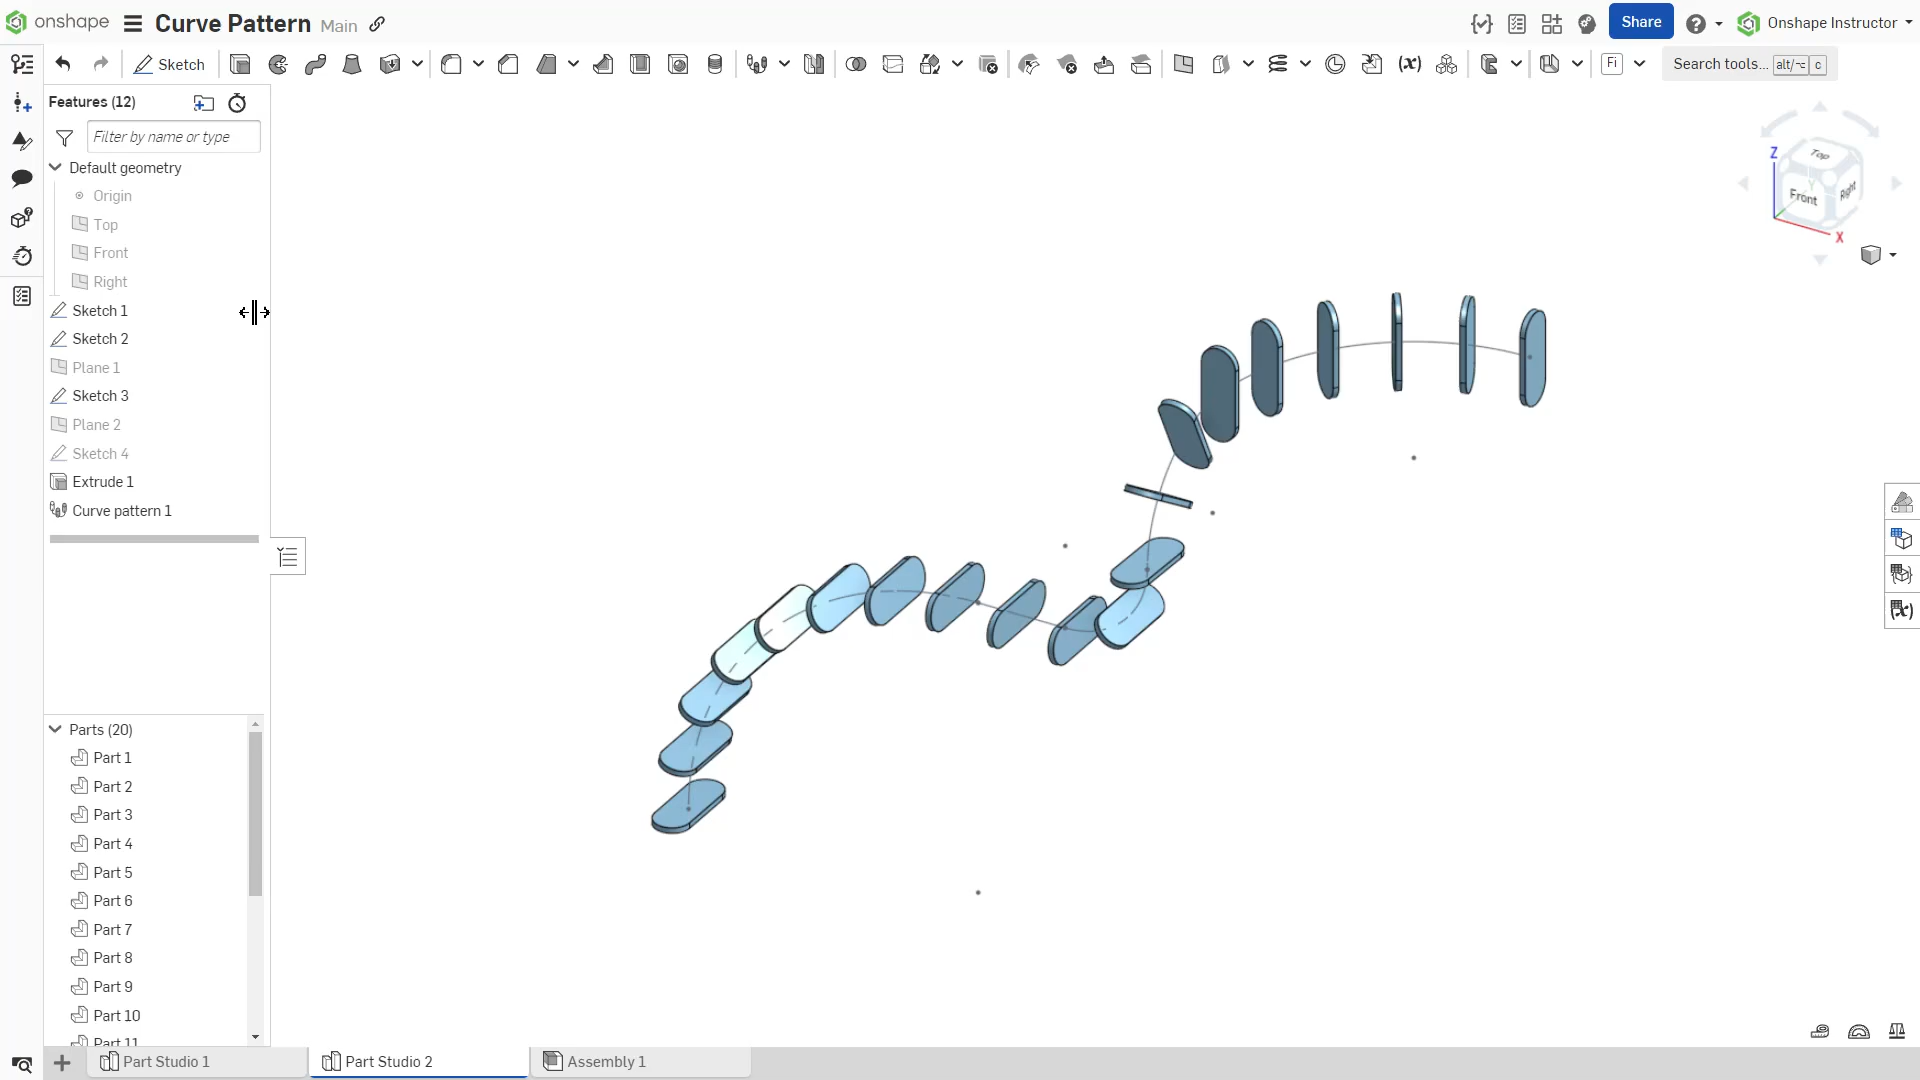 onshape Curve Pattern Main Share Onshape Instructor
Sketch Fi Search tools... alt/⌥ c
Features (12)
Filter by name or type
Default geometry
Origin
Top
Front
Right
Sketch 1
Sketch 2
Plane 1
Sketch 3
Plane 2
Sketch 4
Extrude 1
Curve pattern 1
Parts (20)
Part 1
Part 2
Part 3
Part 4
Part 5
Part 6
Part 7
Part 8
Part 9
Part 10
Part 11
Z
Top
Y
Front
Right
X
Part Studio 1 Part Studio 2 Assembly 1